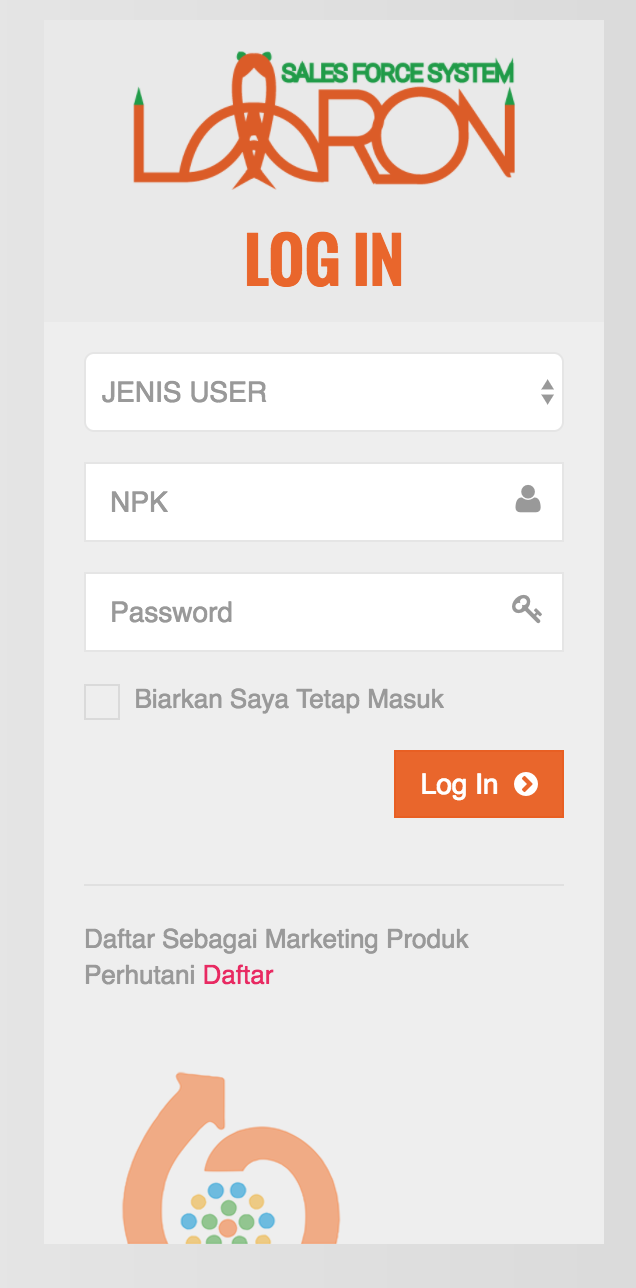 SALES FORCE SYSTEM
LAARON
LOG IN
JENIS USER
NPK
Password
Biarkan Saya Tetap Masuk
Log In
Daftar Sebagai Marketing Produk
Perhutani Daftar